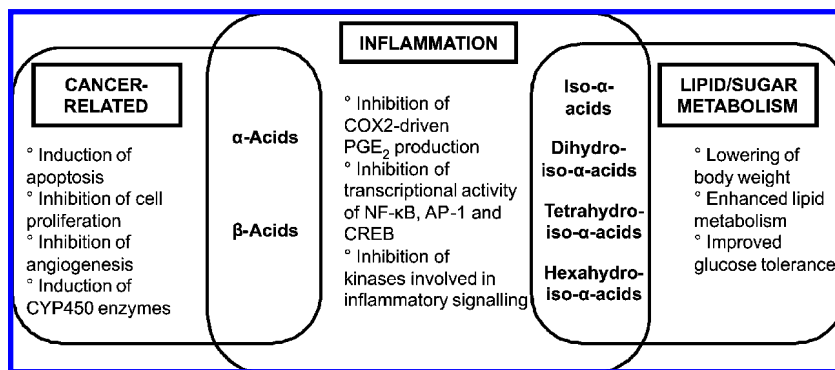 CANCER-
RELATED
° Induction of
apoptosis
° Inhibition of cell
proliferation
° Inhibition of
angiogenesis
° Induction of
CYP450 enzymes
α-Acids
β-Acids
INFLAMMATION
° Inhibition of
COX2-driven
PGE₂ production
° Inhibition of
transcriptional activity
of NF-κB, AP-1 and
CREB
° Inhibition of
kinases involved in
inflammatory signalling
Iso-α-
acids
Dihydro-
iso-α-acids
Tetrahydro-
iso-α-acids
Hexahydro-
iso-α-acids
LIPID/SUGAR
METABOLISM
° Lowering of
body weight
° Enhanced lipid
metabolism
° Improved
glucose tolerance